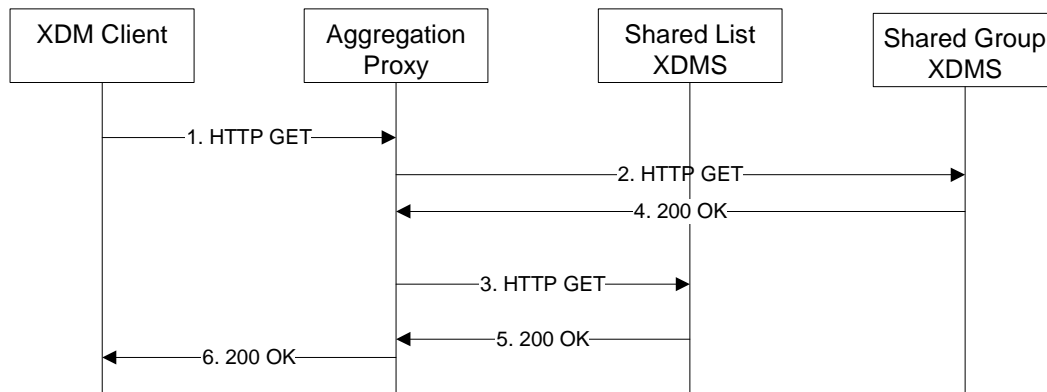 XDM Client
Aggregation
Proxy
Shared List
XDMS
Shared Group
XDMS
1. HTTP GET
2. HTTP GET
4. 200 OK
3. HTTP GET
5. 200 OK
6. 200 OK